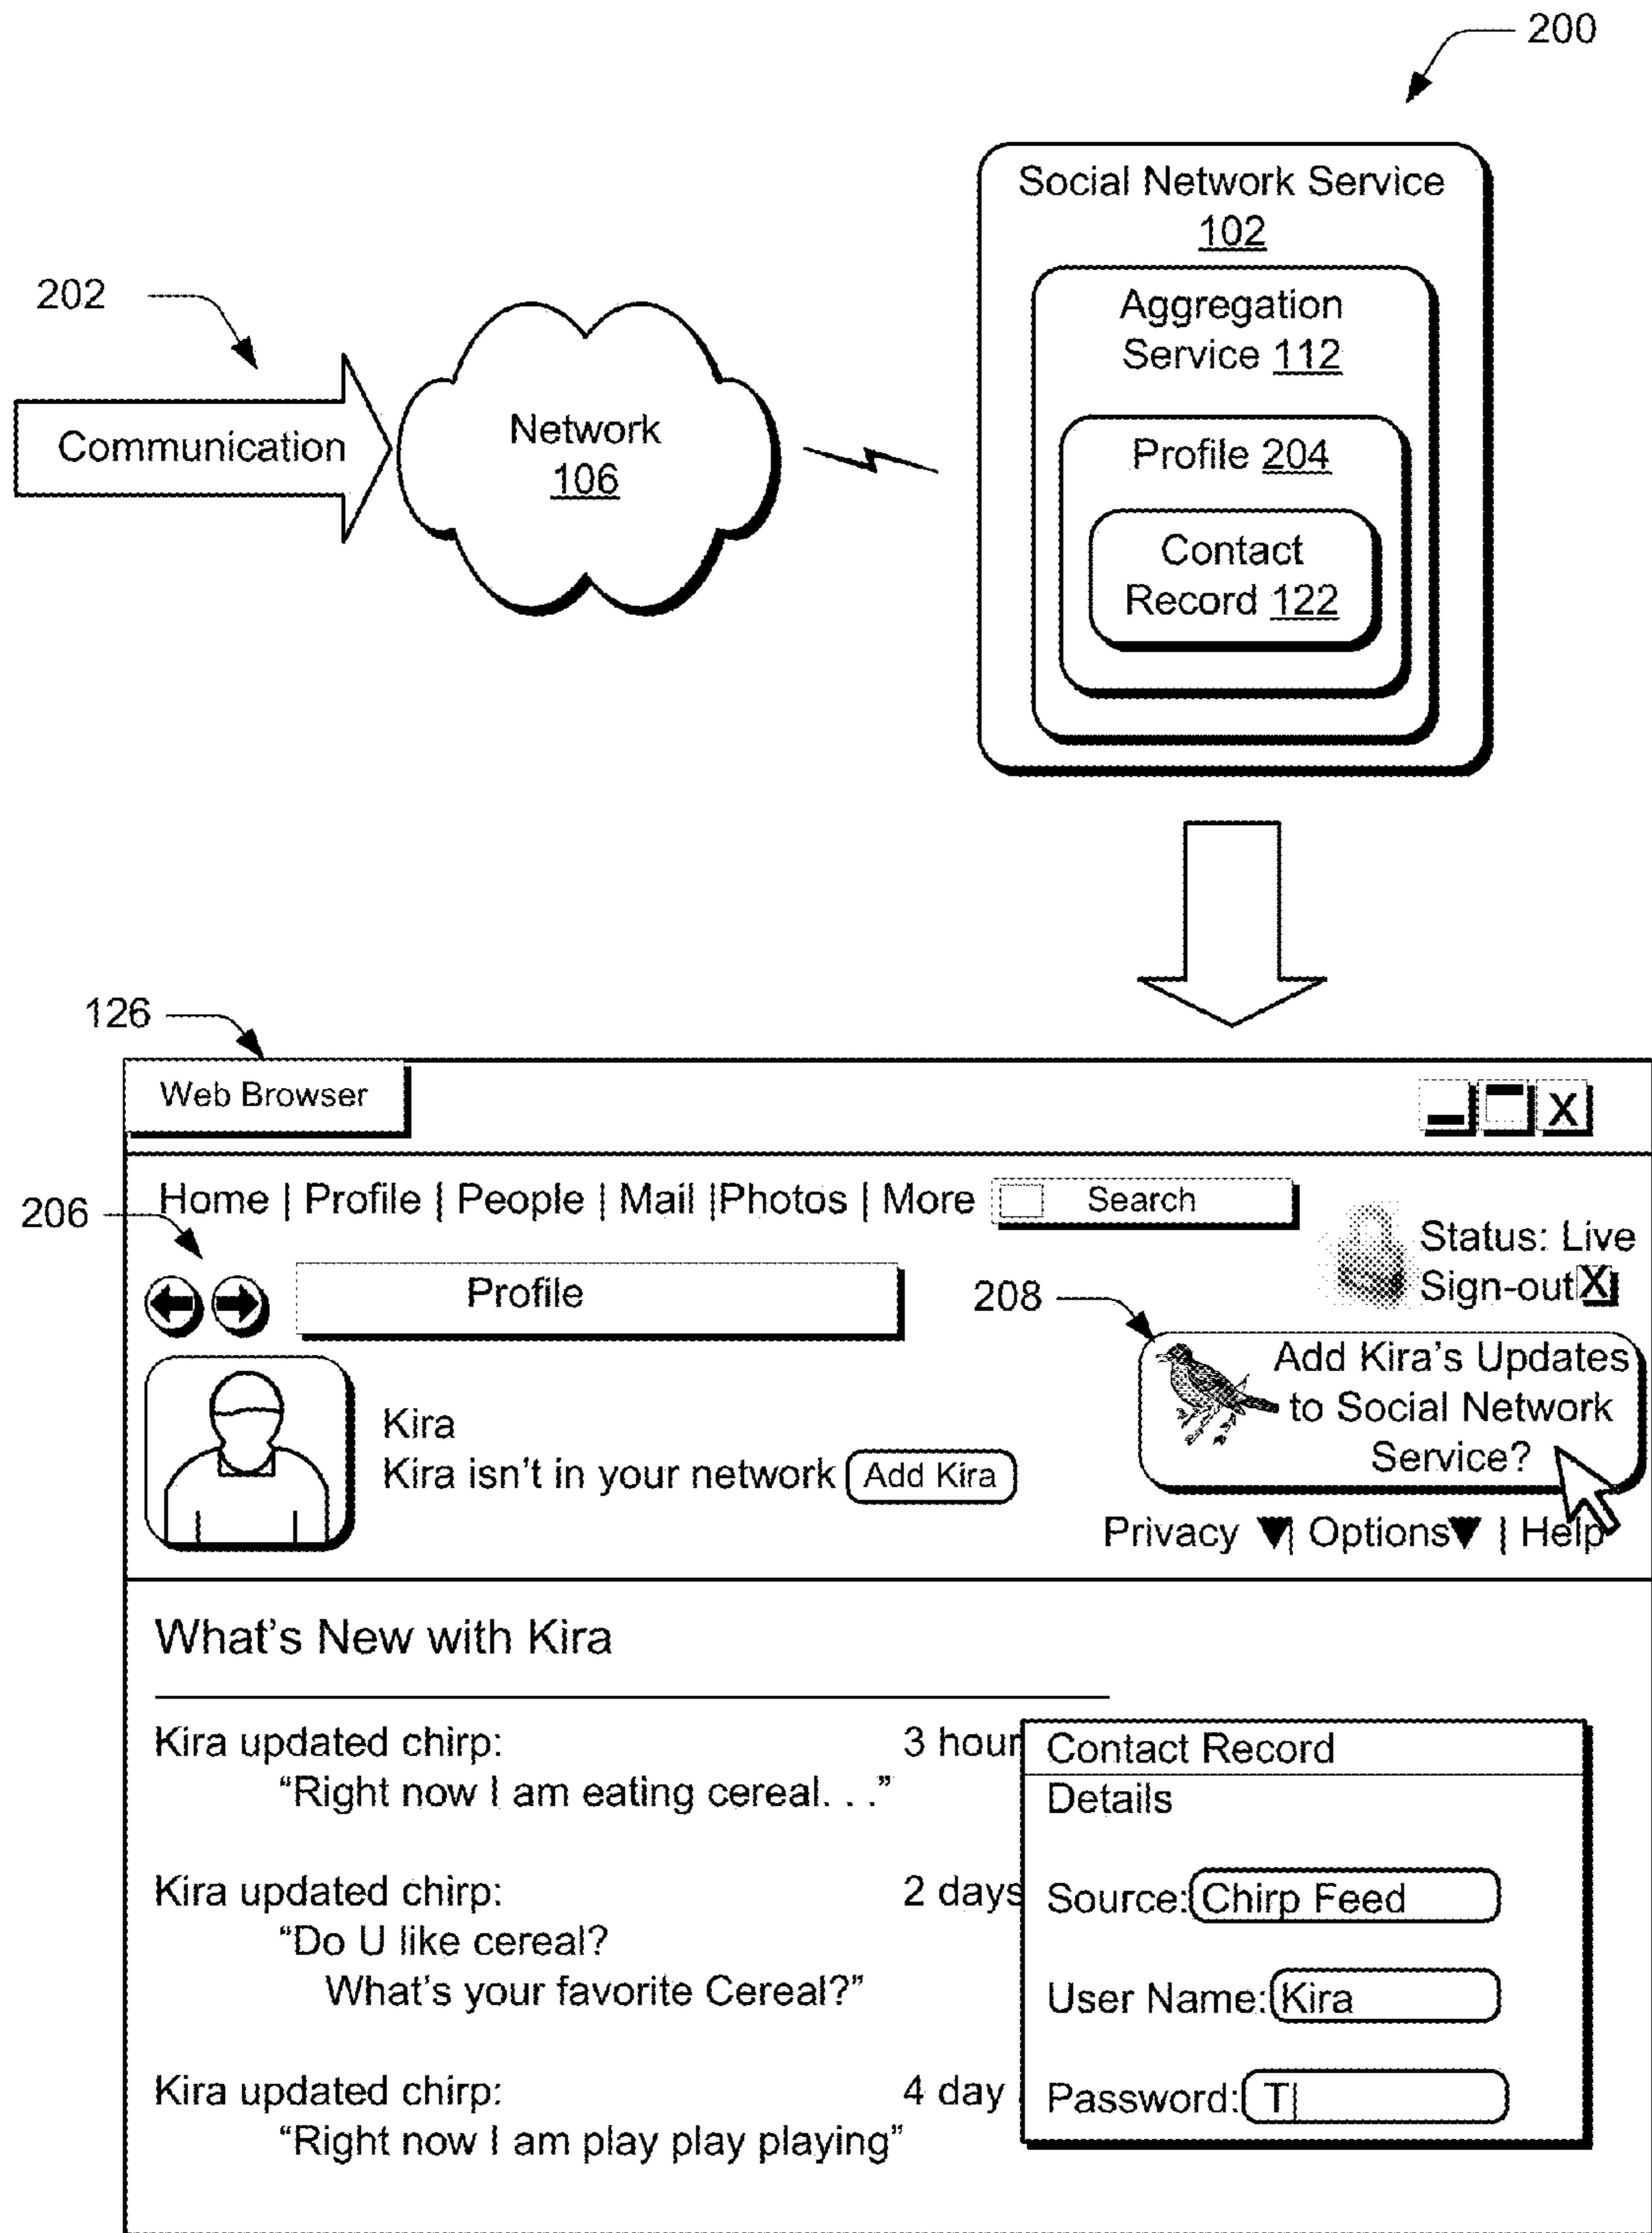 200
Social Network Service
102
202
Aggregation
Service 112
Communication
Network
106
Profile 204
Contact
Record 122
126
Web Browser
X
206
Home | Profile | People | Mail |Photos | More
Search
Status: Live
Sign-out X
Profile
208
Add Kira's Updates
to Social Network
Service?
Kira
Kira isn't in your network Add Kira
Privacy | Options | Help
What's New with Kira
Kira updated chirp: 3 hour
“Right now I am eating cereal. . .”
Kira updated chirp: 2 days
“Do U like cereal?
What's your favorite Cereal?”
Kira updated chirp: 4 day
“Right now I am play play playing”
Contact Record
Details
Source: Chirp Feed
User Name: Kira
Password: T|